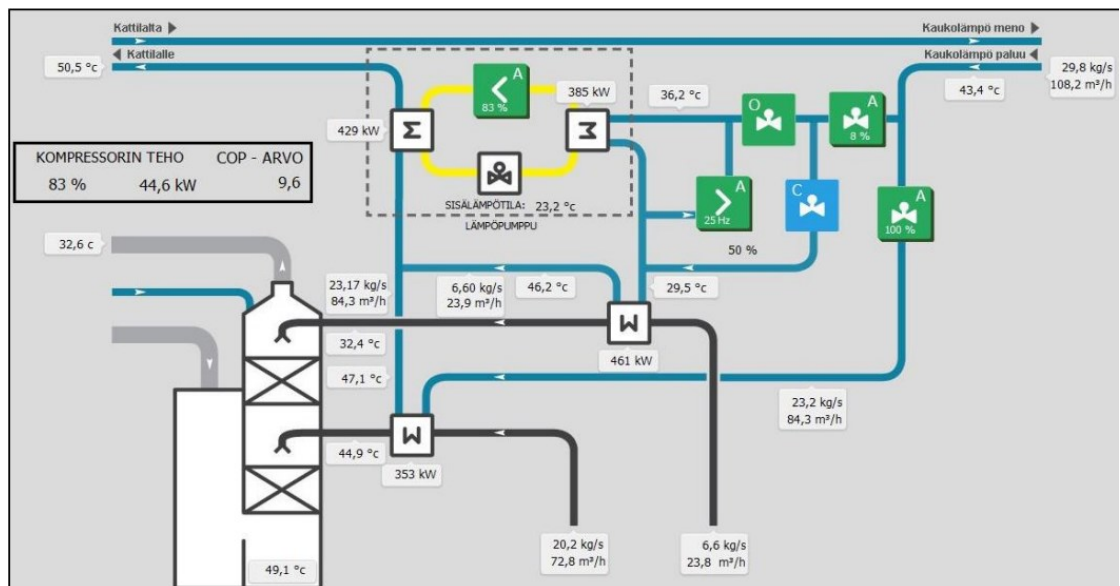 Kattilalta
Kaukolämpö meno
Kattilalle
Kaukolämpö paluu
50,5 °c
29,8 kg/s
108,2 m³/h
43,4 °c
A
83 %
385 kW
36,2 °c
O
A
8 %
429 kW
KOMPRESSORIN TEHO COP - ARVO
83 % 44,6 kW 9,6
SISÄLÄMPÖTILA: 23,2 °c
LÄMPÖPUMPPU
A
25 Hz
C
A
100 %
50 %
32,6 c
23,17 kg/s
84,3 m³/h
6,60 kg/s
23,9 m³/h
46,2 °c
29,5 °c
32,4 °c
461 kW
47,1 °c
23,2 kg/s
84,3 m³/h
44,9 °c
353 kW
20,2 kg/s
72,8 m³/h
6,6 kg/s
23,8 m³/h
49,1 °c